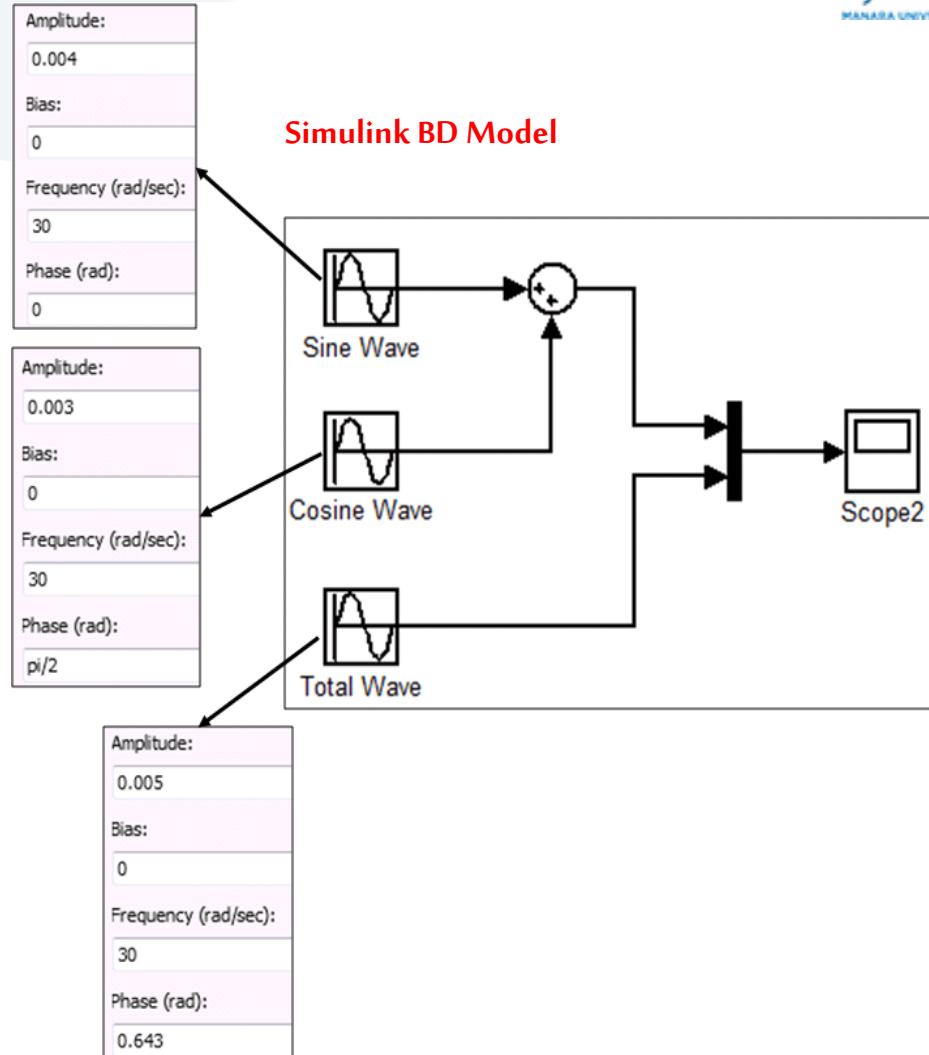 MANARA UNIV
Simulink BD Model
Amplitude:
0.004
Bias:
0
Frequency (rad/sec):
30
Phase (rad):
0
Sine Wave
Amplitude:
0.003
Bias:
0
Frequency (rad/sec):
30
Phase (rad):
pi/2
Cosine Wave
Total Wave
Scope2
Amplitude:
0.005
Bias:
0
Frequency (rad/sec):
30
Phase (rad):
0.643